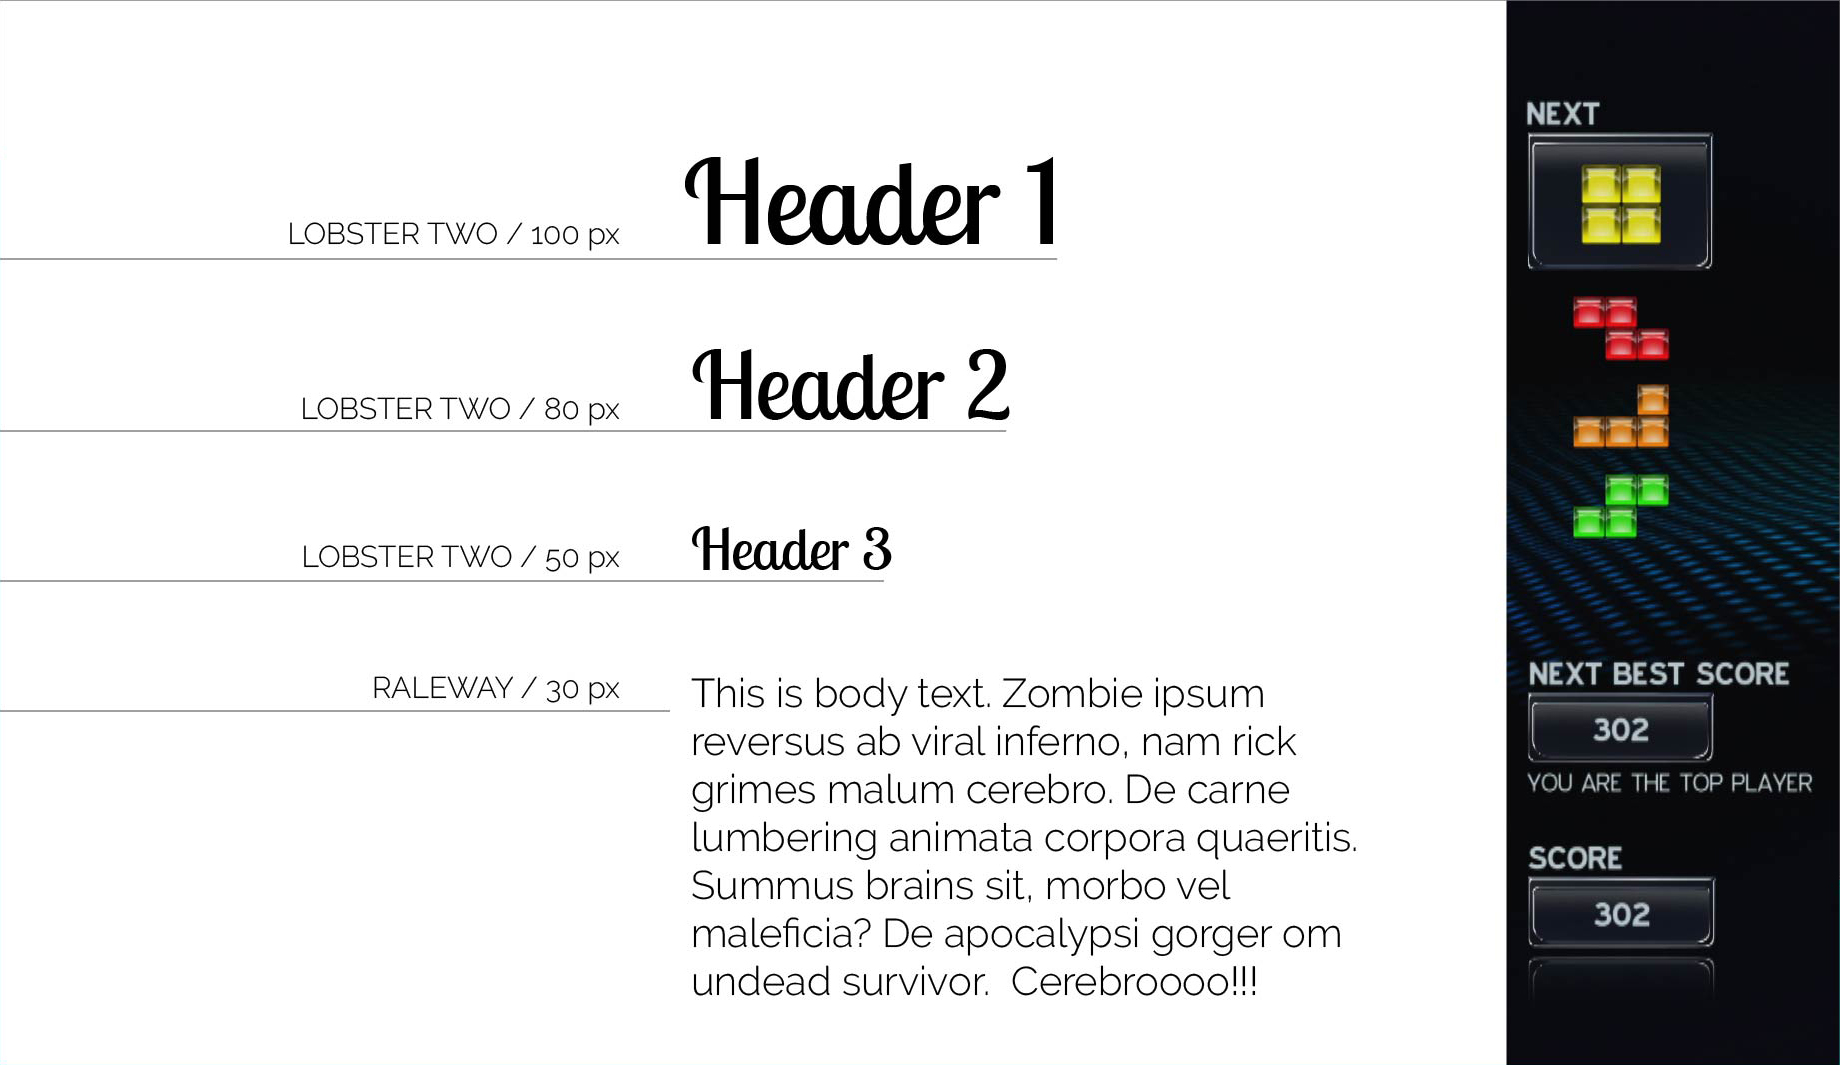 LOBSTER TWO / 100 px
Header 1
LOBSTER TWO / 80 px
Header 2
LOBSTER TWO / 50 px
Header 3
RALEWAY / 30 px
This is body text. Zombie ipsum
reversus ab viral inferno, nam rick
grimes malum cerebro. De carne
lumbering animata corpora quaeritis.
Summus brains sit, morbo vel
maleficia? De apocalypsi gorger om
undead survivor.  Cerebroooo!!!
NEXT
NEXT BEST SCORE
302
YOU ARE THE TOP PLAYER
SCORE
302